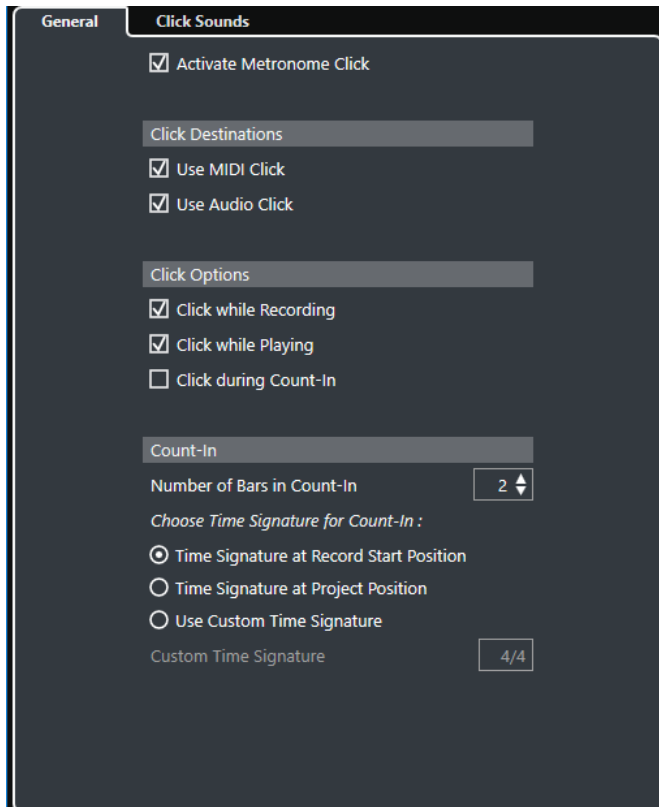 General Click Sounds
Activate Metronome Click
Click Destinations
Use MIDI Click
Use Audio Click
Click Options
Click while Recording
Click while Playing
Click during Count-In
Count-In
Number of Bars in Count-In 2
Choose Time Signature for Count-In :
Time Signature at Record Start Position
Time Signature at Project Position
Use Custom Time Signature
Custom Time Signature 4/4